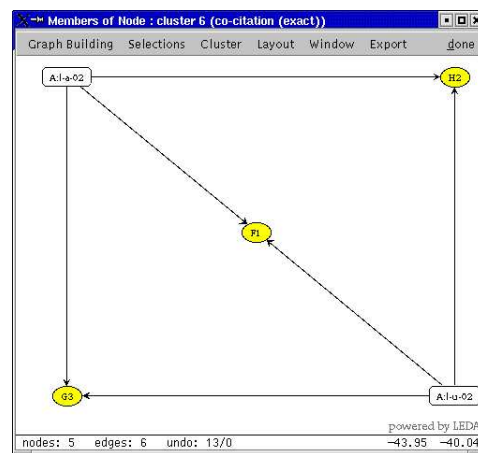 Members of Node : cluster 6 (co-citation (exact))
Graph Building Selections Cluster Layout Window Export done
A:l-a-02 H2
F1
G3 A:l-u-02
powered by LEDA
nodes: 5 edges: 6 undo: 13/0 -43.95 -40.04